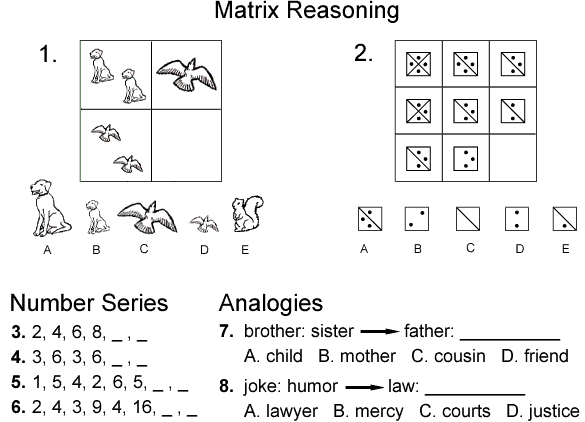 Matrix Reasoning
1.
2.
A B C D E
A B C D E
Number Series
3. 2, 4, 6, 8, _ , _
4. 3, 6, 3, 6, _ , _
5. 1, 5, 4, 2, 6, 5, _ , _
6. 2, 4, 3, 9, 4, 16, _ , _
Analogies
7. brother: sister → father: ___________
A. child B. mother C. cousin D. friend
8. joke: humor → law: ___________
A. lawyer B. mercy C. courts D. justice